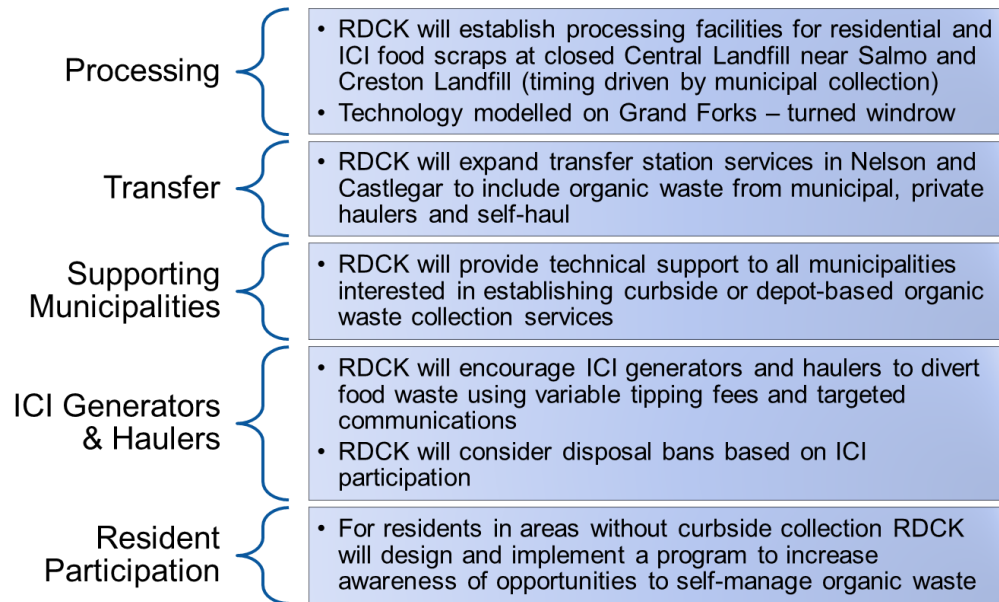 Processing
• RDCK will establish processing facilities for residential and
ICI food scraps at closed Central Landfill near Salmo and
Creston Landfill (timing driven by municipal collection)
• Technology modelled on Grand Forks – turned windrow
Transfer
• RDCK will expand transfer station services in Nelson and
Castlegar to include organic waste from municipal, private
haulers and self-haul
Supporting
Municipalities
• RDCK will provide technical support to all municipalities
interested in establishing curbside or depot-based organic
waste collection services
ICI Generators
& Haulers
• RDCK will encourage ICI generators and haulers to divert
food waste using variable tipping fees and targeted
communications
• RDCK will consider disposal bans based on ICI
participation
Resident
Participation
• For residents in areas without curbside collection RDCK
will design and implement a program to increase
awareness of opportunities to self-manage organic waste